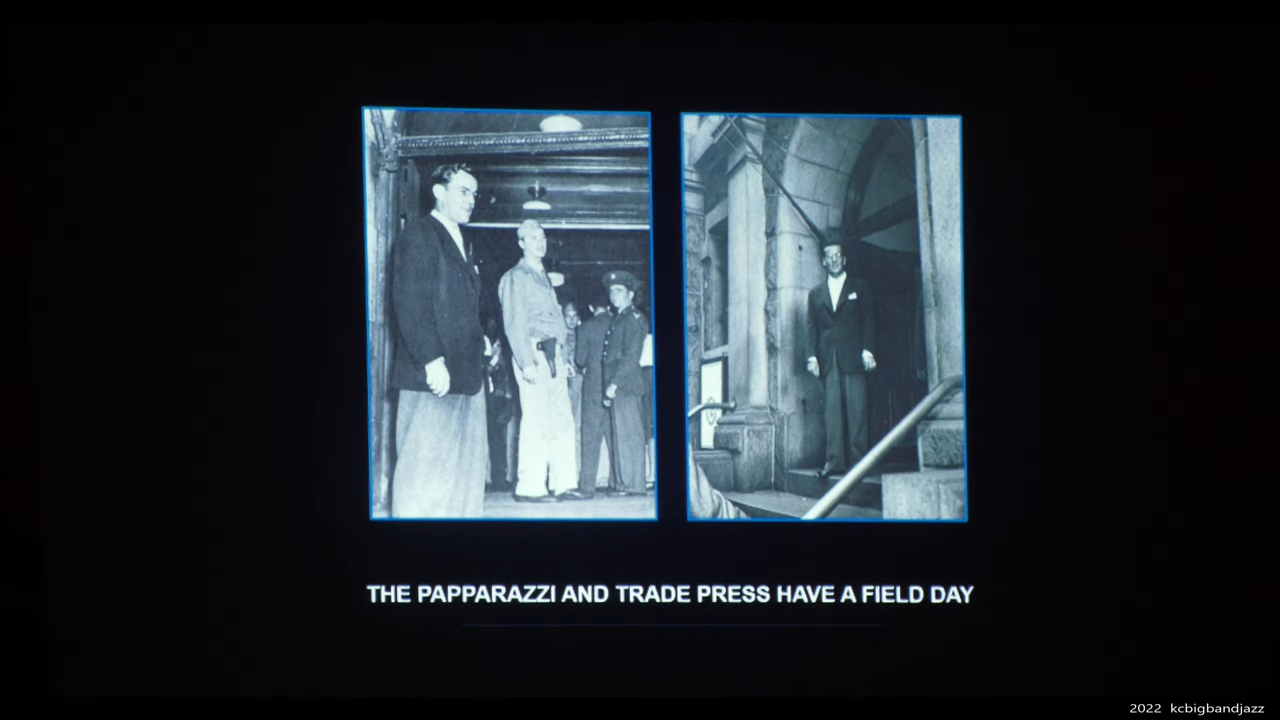 THE PAPPARAZZI AND TRADE PRESS HAVE A FIELD DAY
2022 kcbigbandjazz